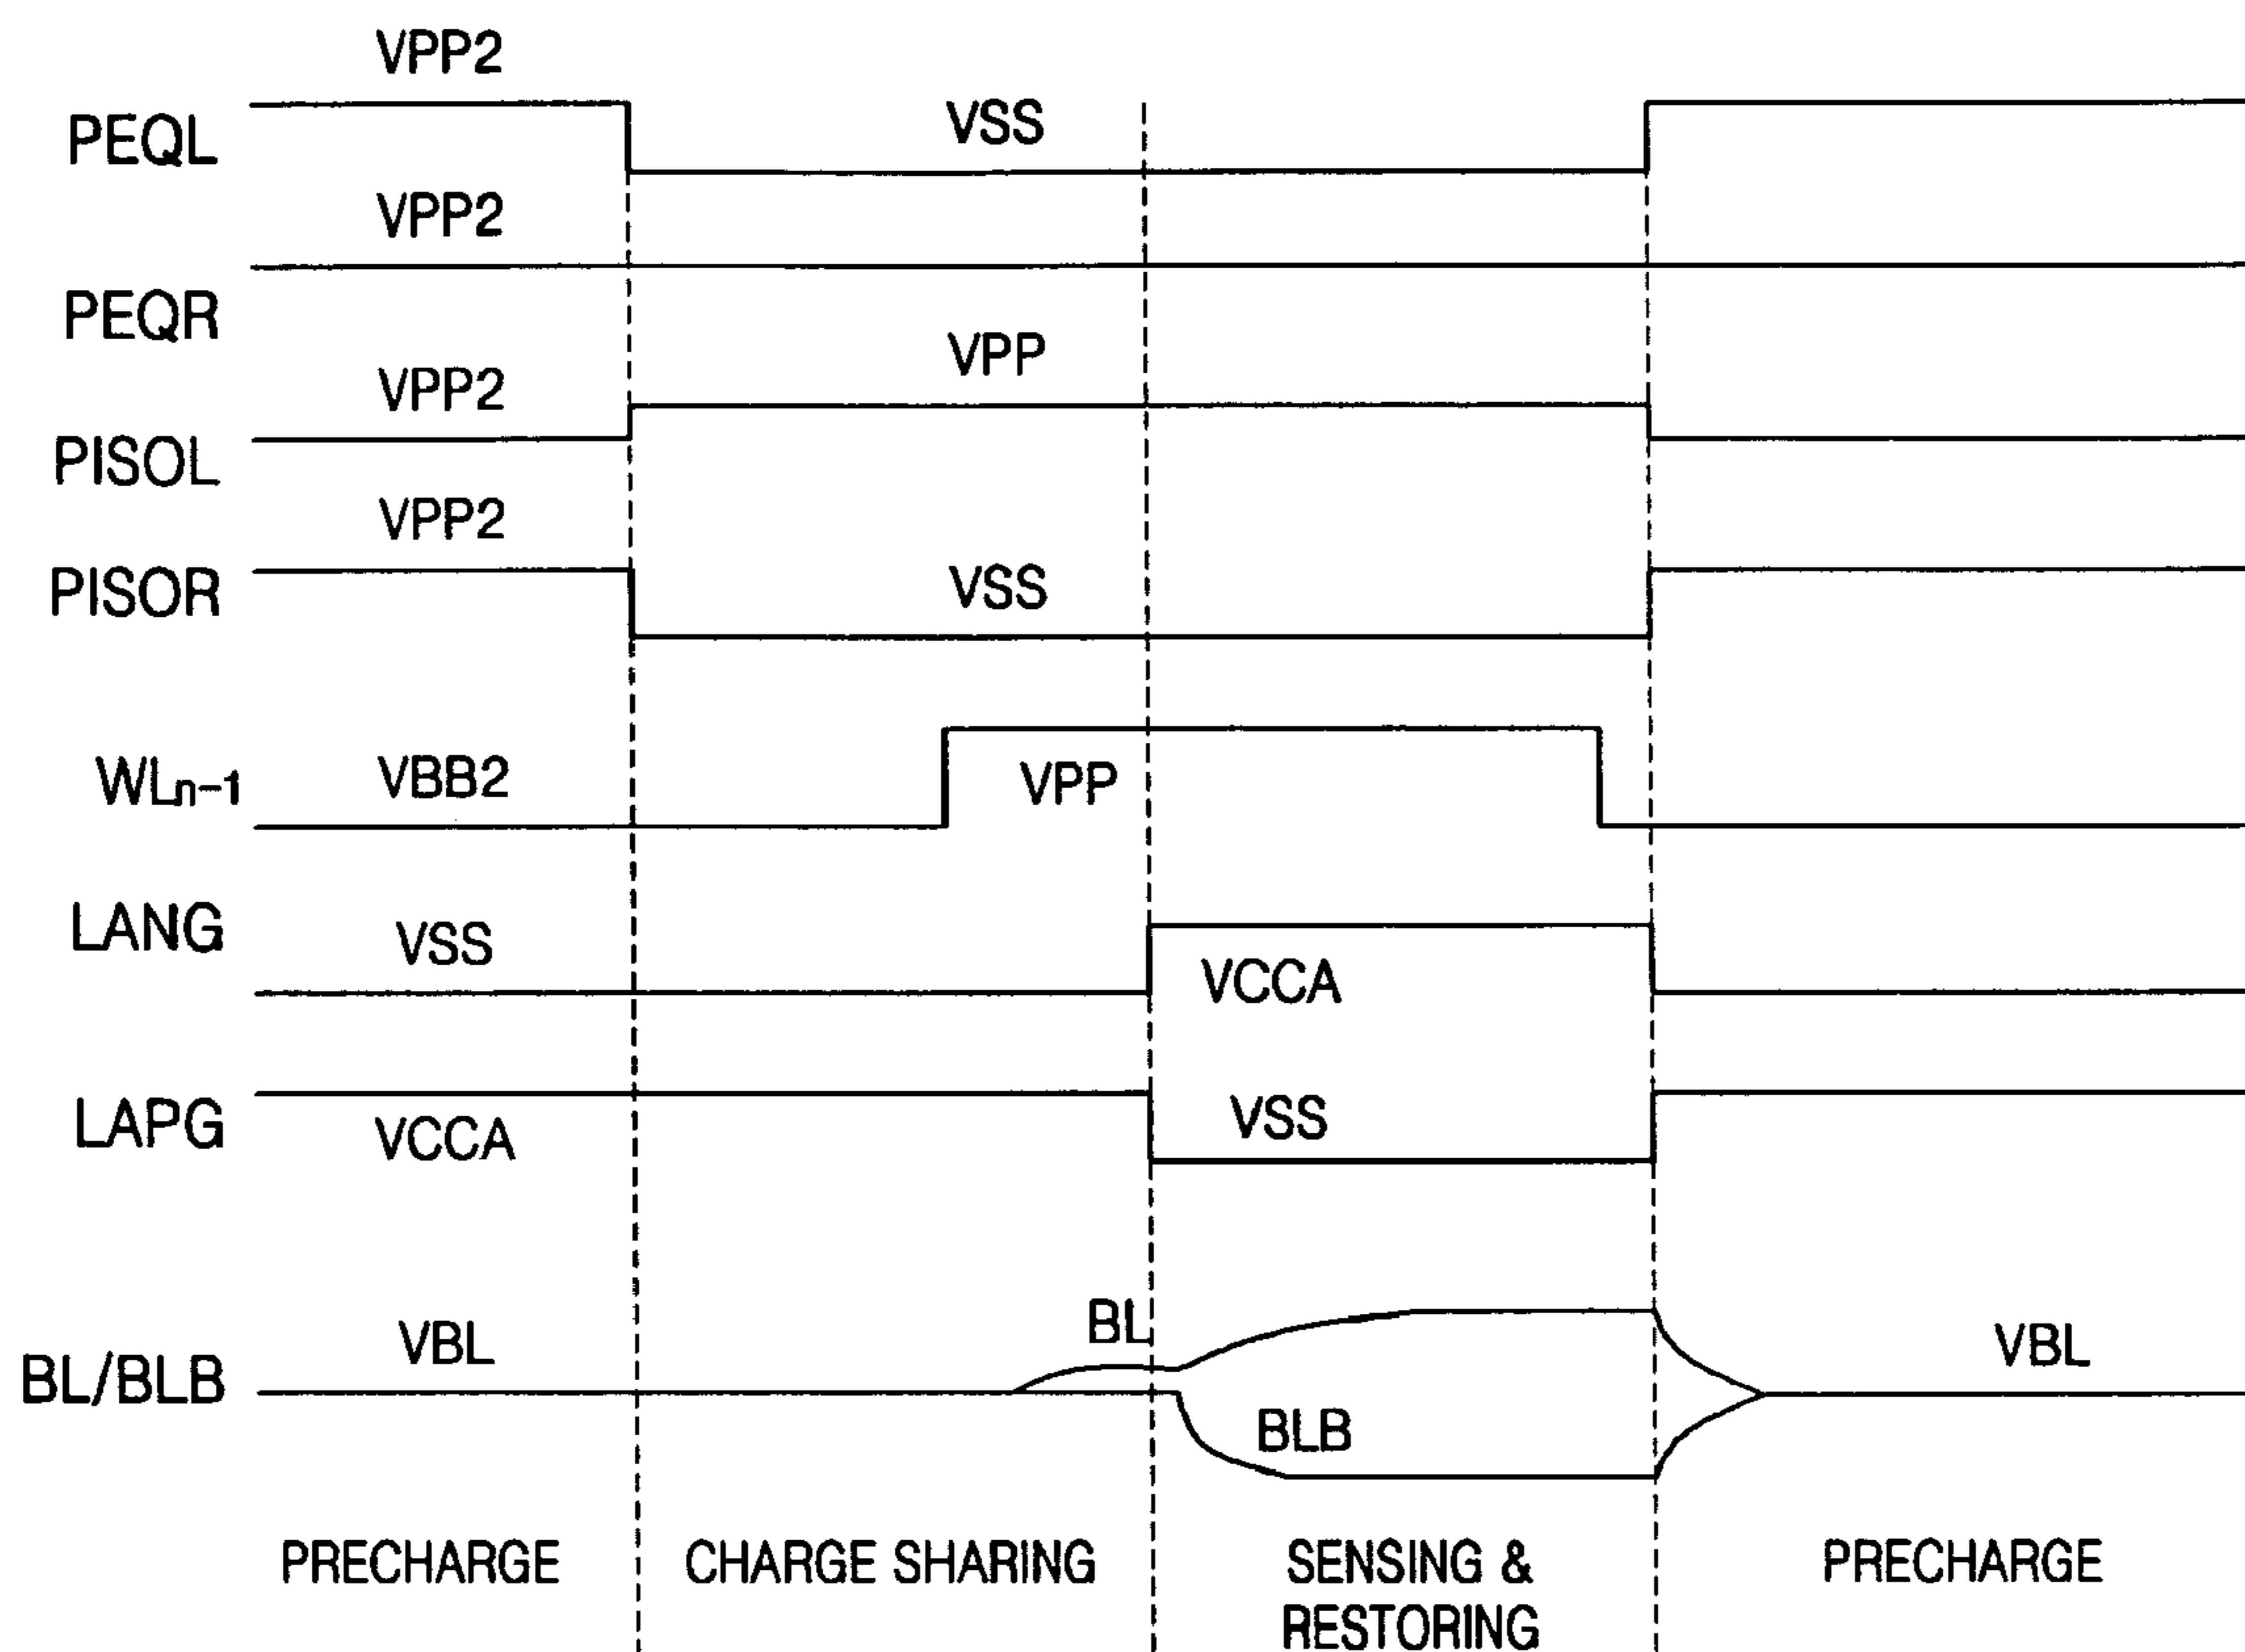 VPP2
PEQL
VSS
VPP2
PEQR
VPP
VPP2
PISOL
VPP2
PISOR
VSS
WLn-1
VBB2
VPP
LANG
VSS
VCCA
LAPG
VCCA
VSS
BL/BLB
VBL
BL
BLB
VBL
PRECHARGE
CHARGE SHARING
SENSING &
RESTORING
PRECHARGE